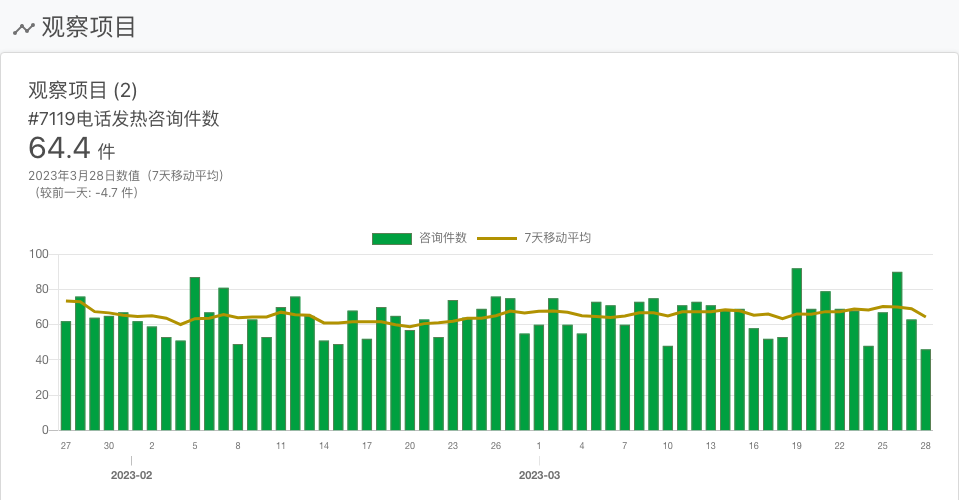 观察项目
观察项目 (2)
#7119电话发热咨询件数
64.4 件
2023年3月28日数值（7天移动平均）
（较前一天: -4.7 件）
咨询件数 7天移动平均
100
80
60
40
20
0
27 30 2 5 8 11 14 17 20 23 26 1 4 7 10 13 16 19 22 25 28
2023-02 2023-03